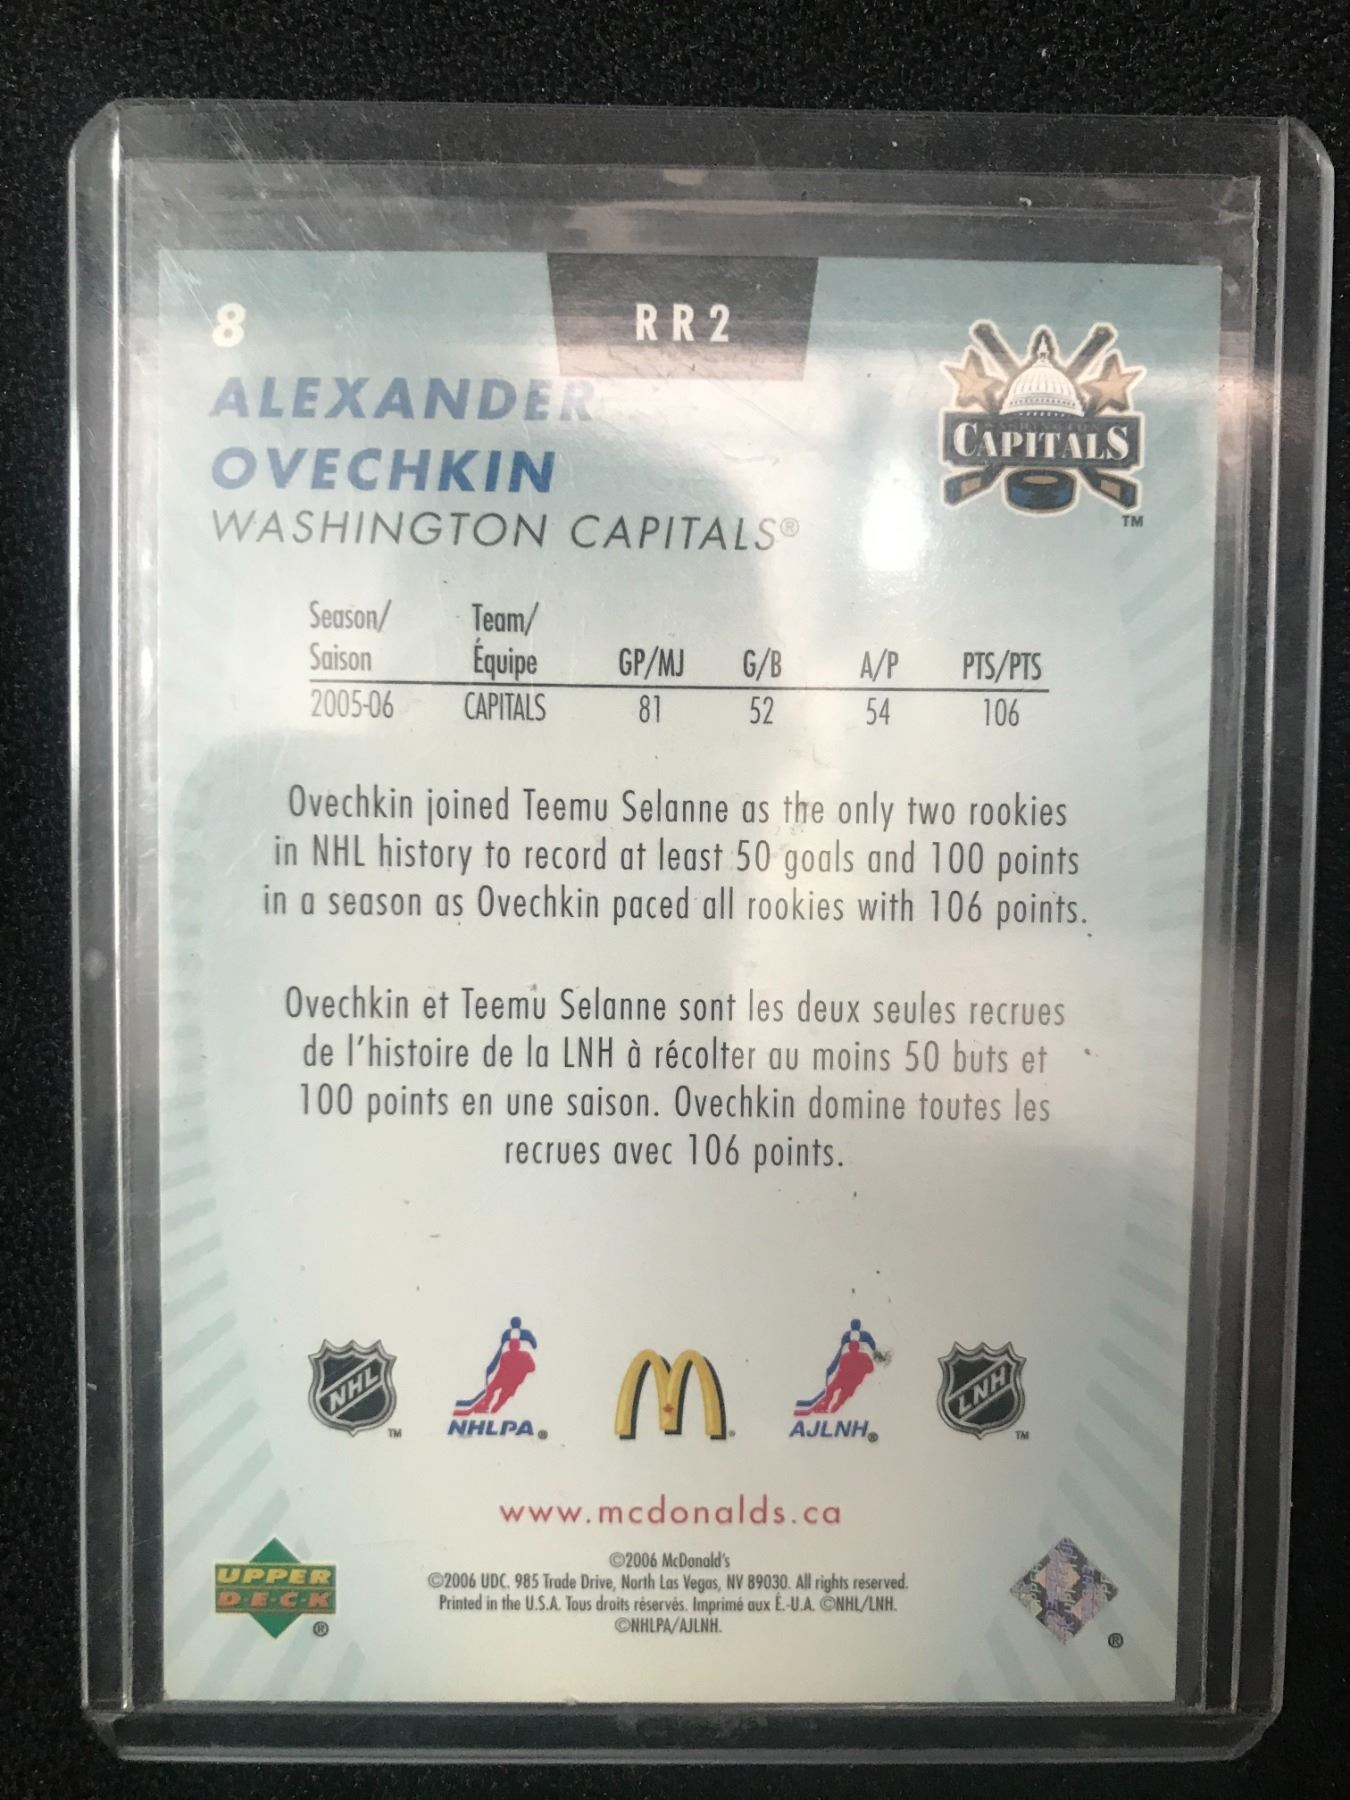 8
RR2
ALEXANDER
OVECHKIN
WASHINGTON CAPITALS®
CAPITALS
TM
Season/ Team/
Saison Équipe GP/MJ G/B A/P PTS/PTS
2005-06 CAPITALS 81 52 54 106
Ovechkin joined Teemu Selanne as the only two rookies
in NHL history to record at least 50 goals and 100 points
in a season as Ovechkin paced all rookies with 106 points.
Ovechkin et Teemu Selanne sont les deux seules recrues
de l'histoire de la LNH à récolter au moins 50 buts et
100 points en une saison. Ovechkin domine toutes les
recrues avec 106 points.
NHL TM NHLPA® M® AJLNH® LNH TM
www.mcdonalds.ca
©2006 McDonald's
©2006 UDC. 985 Trade Drive, North Las Vegas, NV 89030. All rights reserved.
Printed in the U.S.A. Tous droits réservés. Imprimé aux É.-U.A. ©NHL/LNH.
©NHLPA/AJLNH.
UPPER
D·E·C·K
®
®